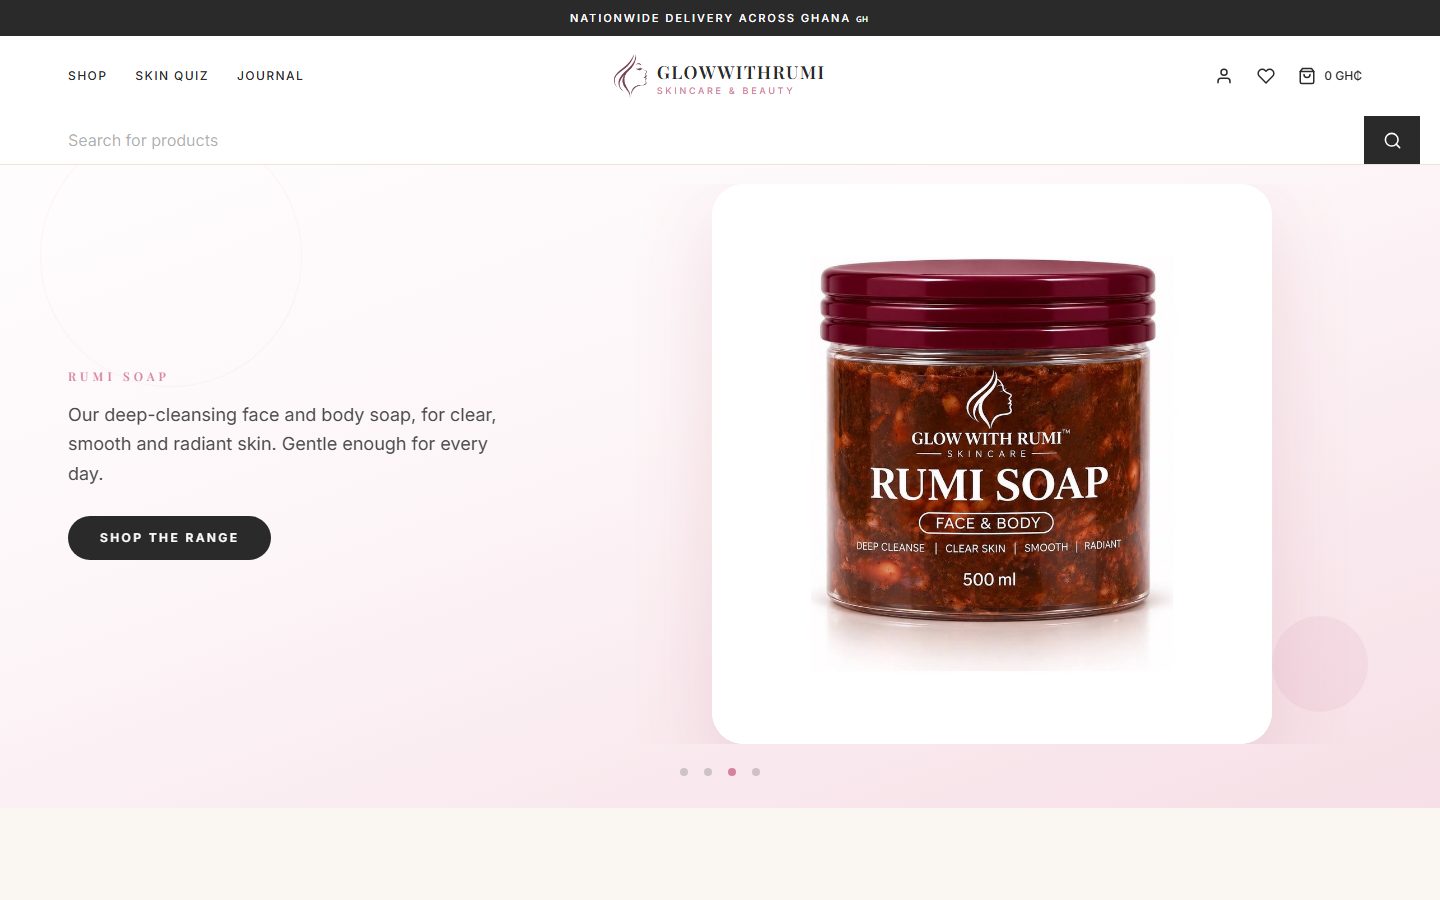 NATIONWIDE DELIVERY ACROSS GHANA GH
SHOP SKIN QUIZ JOURNAL
GLOWWITHRUMI
SKINCARE & BEAUTY
0 GH₵
Search for products
RUMI SOAP
Our deep-cleansing face and body soap, for clear,
smooth and radiant skin. Gentle enough for every
day.
SHOP THE RANGE
GLOW WITH RUMI™
SKINCARE
RUMI SOAP
FACE & BODY
DEEP CLEANSE | CLEAR SKIN | SMOOTH | RADIANT
500 ml